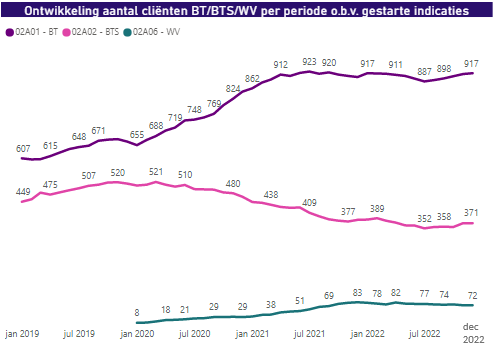 Ontwikkeling aantal cliënten BT/BTS/WV per periode o.b.v. gestarte indicaties
02A01 - BT 02A02 - BTS 02A06 - WV
607 615 648 671 655 688 719 748 769 824 862 912 923 920 917 911 887 898 917
449 475 507 520 521 510 480 438 409 377 389 352 358 371
8 18 21 29 29 38 51 69 83 78 82 77 74 72
jan 2019 jul 2019 jan 2020 jul 2020 jan 2021 jul 2021 jan 2022 jul 2022 dec
2022